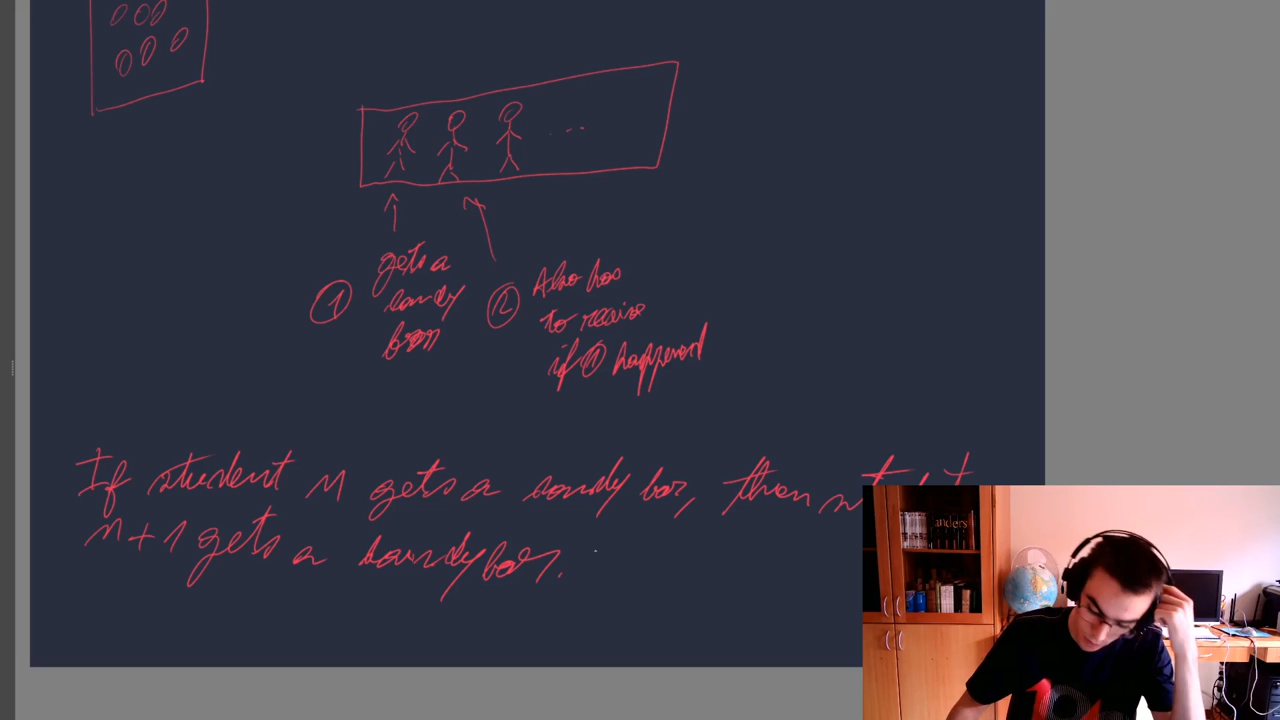 ① gets a
candy
bar
② Also has
to receive
if ① happened
If student n gets a candy bar, then student
n+1 gets a candy bar.
anders